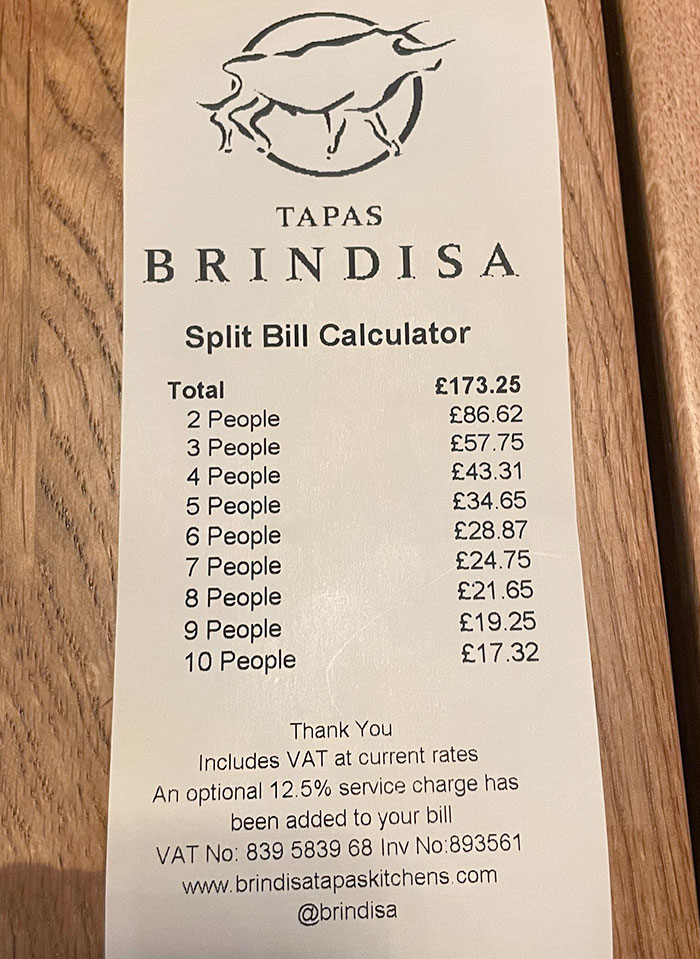 TAPAS
BRINDISA
Split Bill Calculator
Total £173.25
2 People £86.62
3 People £57.75
4 People £43.31
5 People £34.65
6 People £28.87
7 People £24.75
8 People £21.65
9 People £19.25
10 People £17.32
Thank You
Includes VAT at current rates
An optional 12.5% service charge has
been added to your bill
VAT No: 839 5839 68 Inv No:893561
www.brindisatapaskitchens.com
@brindisa